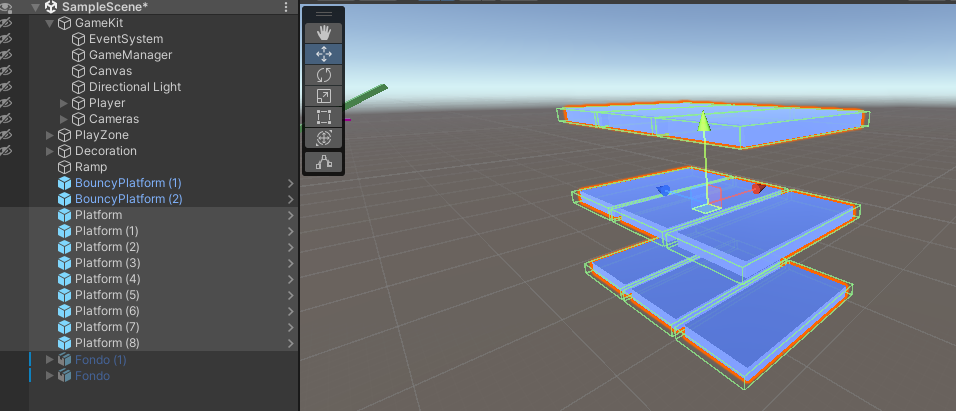 SampleScene*
GameKit
EventSystem
GameManager
Canvas
Directional Light
Player
Cameras
PlayZone
Decoration
Ramp
BouncyPlatform (1)
BouncyPlatform (2)
Platform
Platform (1)
Platform (2)
Platform (3)
Platform (4)
Platform (5)
Platform (6)
Platform (7)
Platform (8)
Fondo (1)
Fondo